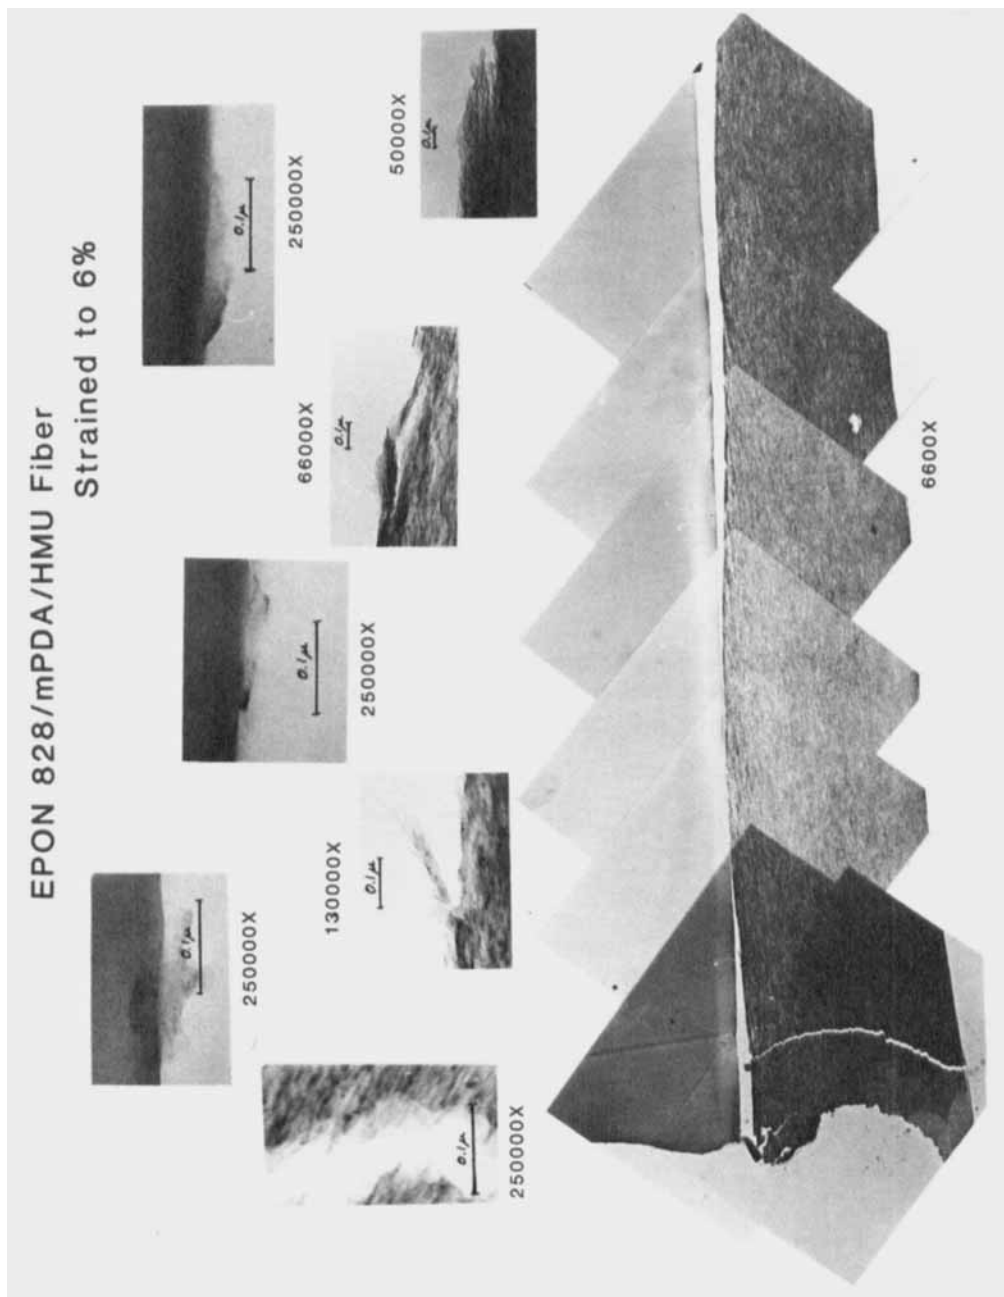 EPON 828/mPDA/HMU Fiber
Strained to 6%
0.1μ
250000X
0.1μ
250000X
0.1μ
250000X
0.1μ
250000X
0.1μ
130000X
0.1μ
66000X
0.1μ
50000X
6600X